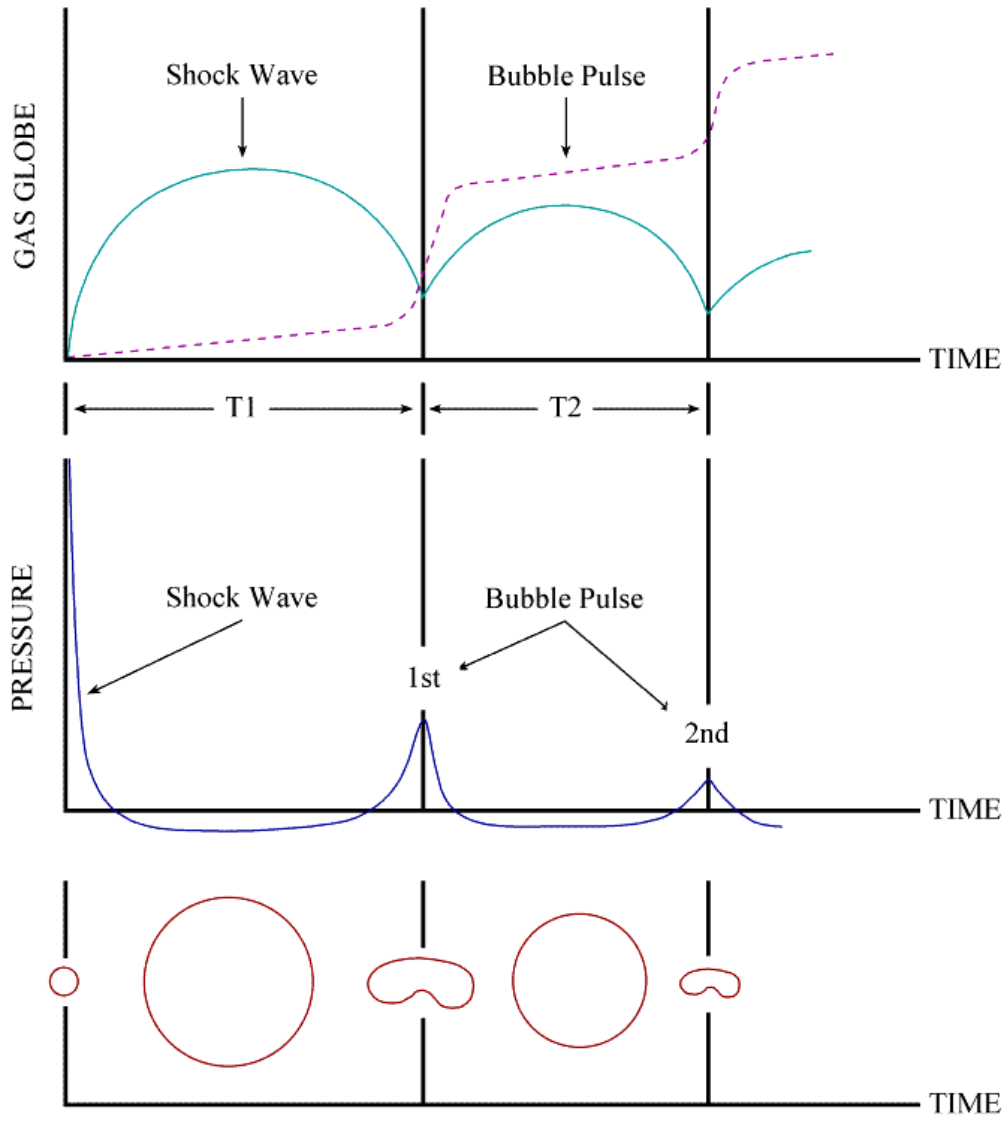 Shock Wave
Bubble Pulse
GAS GLOBE
TIME
T1
T2
Shock Wave
Bubble Pulse
PRESSURE
1st
2nd
TIME
TIME